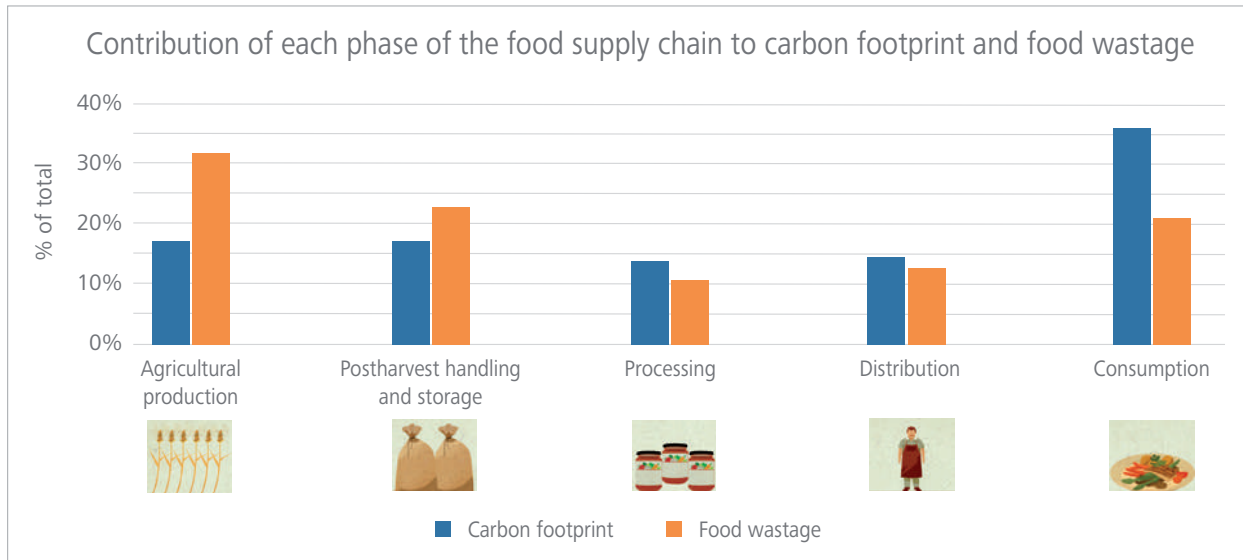 Contribution of each phase of the food supply chain to carbon footprint and food wastage
% of total
40%
30%
20%
10%
0%
Agricultural
production
Postharvest handling
and storage
Processing
Distribution
Consumption
Carbon footprint
Food wastage